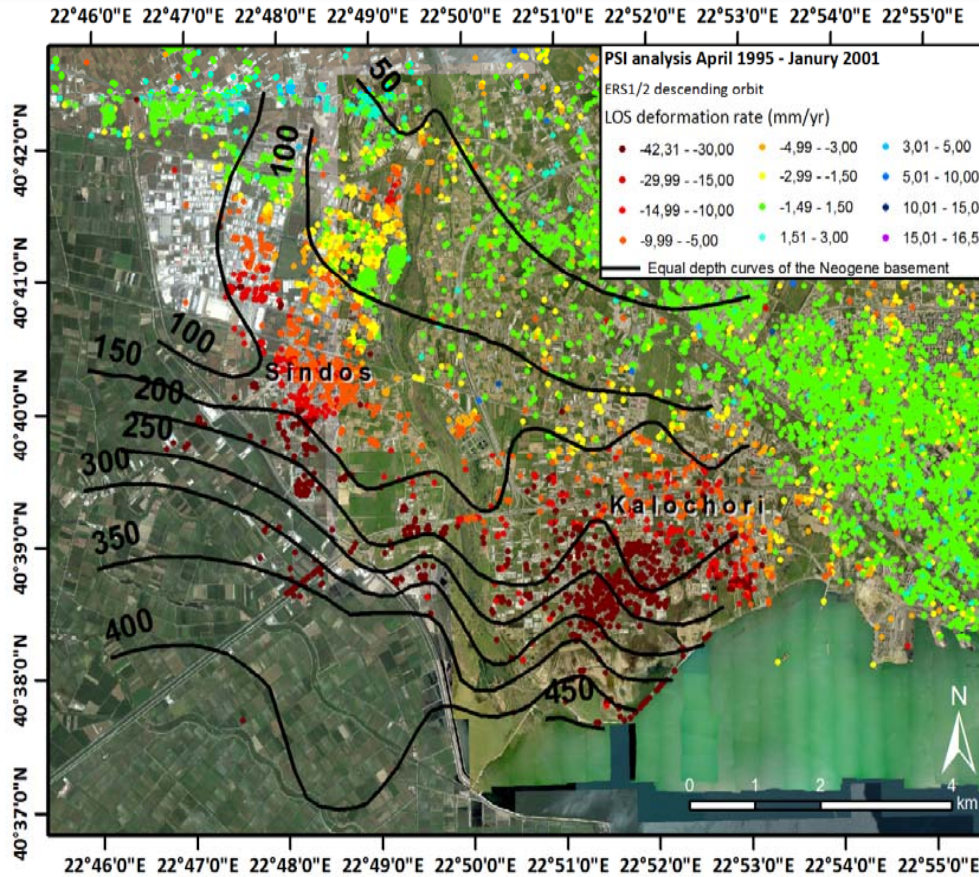 22°46'0"E 22°47'0"E 22°48'0"E 22°49'0"E 22°50'0"E 22°51'0"E 22°52'0"E 22°53'0"E 22°54'0"E 22°55'0"E
PSI analysis April 1995 - Janury 2001
ERS1/2 descending orbit
LOS deformation rate (mm/yr)
-42,31 - -30,00 -4,99 - -3,00 3,01 - 5,00
-29,99 - -15,00 -2,99 - -1,50 5,01 - 10,00
-14,99 - -10,00 -1,49 - 1,50 10,01 - 15,0
-9,99 - -5,00 1,51 - 3,00 15,01 - 16,5
Equal depth curves of the Neogene basement
50
100
40°42'0"N
40°41'0"N
100
150
Sindos
200
40°40'0"N
250
300
Kalochori
350
40°39'0"N
400
40°38'0"N
450
N
0 1 2 4
km
40°37'0"N
22°46'0"E 22°47'0"E 22°48'0"E 22°49'0"E 22°50'0"E 22°51'0"E 22°52'0"E 22°53'0"E 22°54'0"E 22°55'0"E